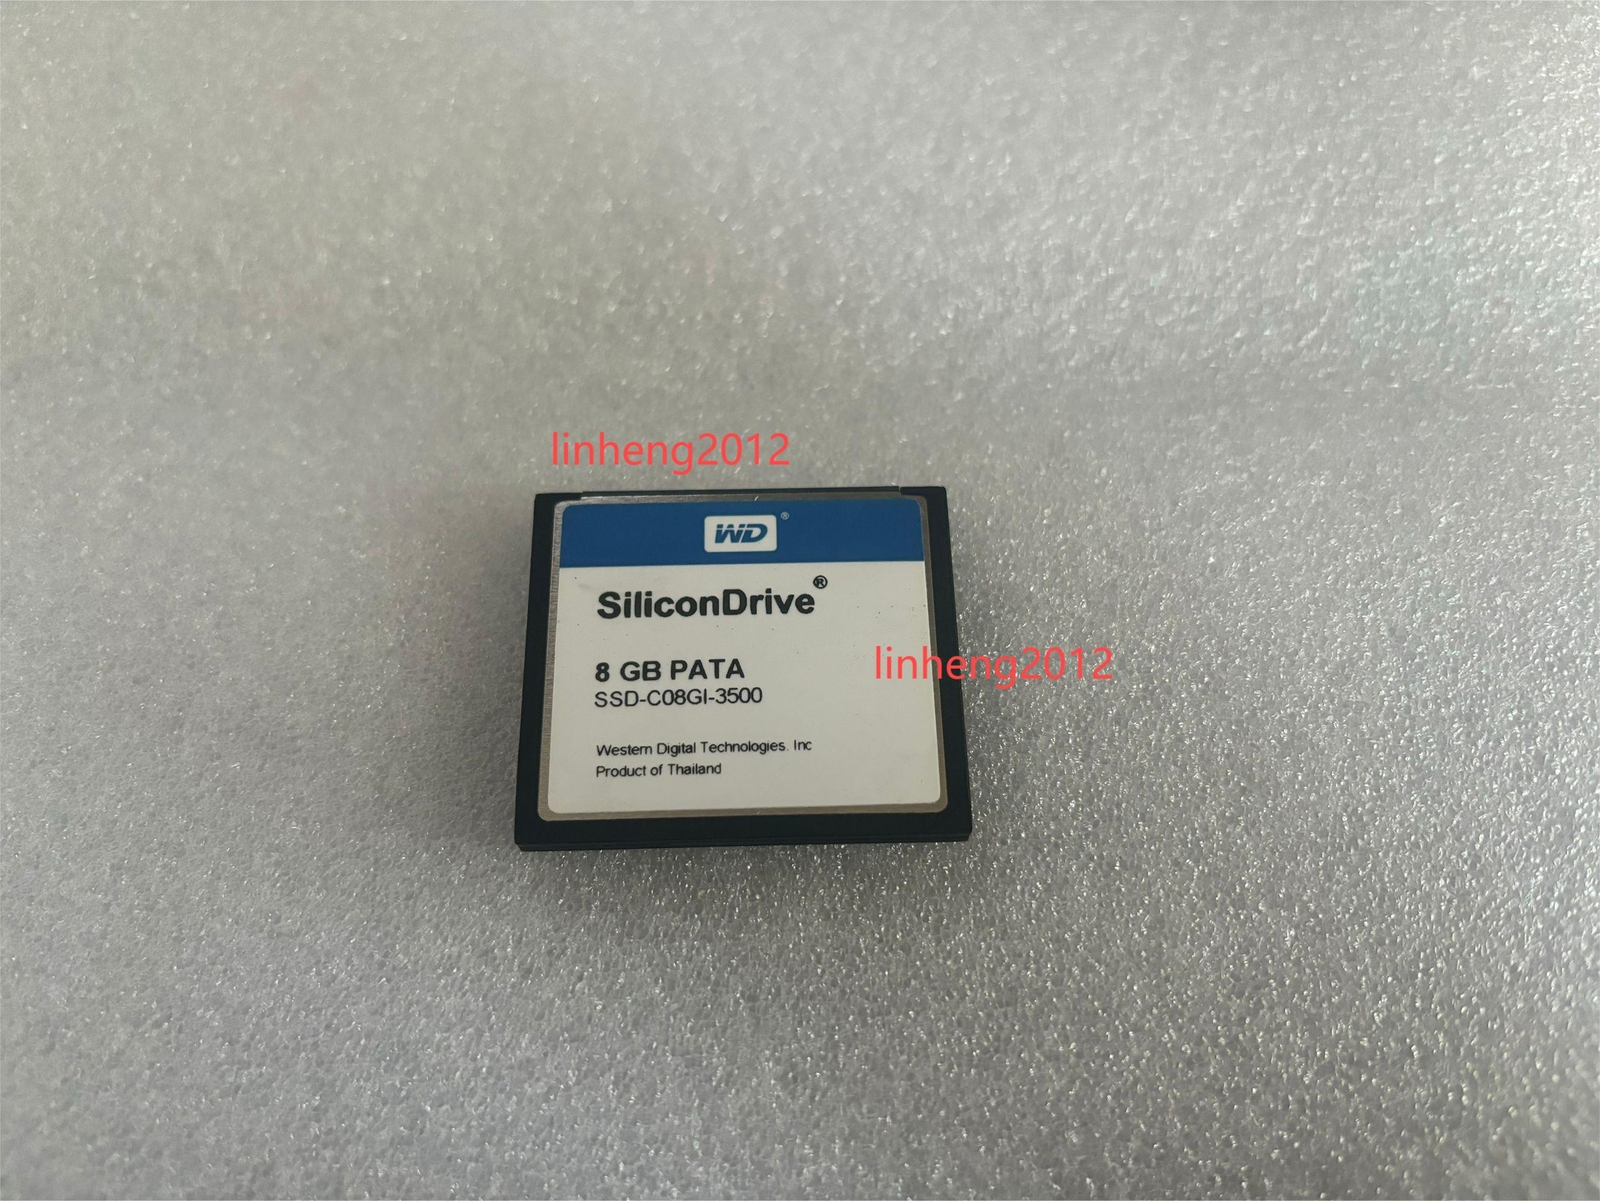 linheng2012
WD®
SiliconDrive®
8 GB PATA
linheng2012
SSD-C08GI-3500
Western Digital Technologies. Inc
Product of Thailand